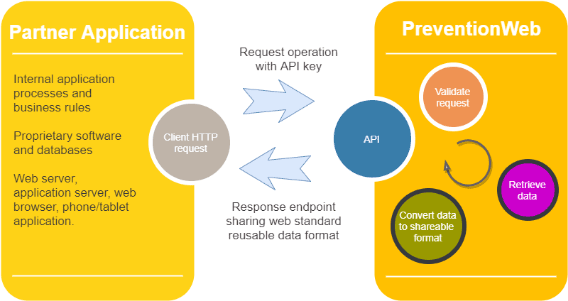 Partner Application
Internal application
processes and
business rules
Proprietary software
and databases
Web server,
application server, web
browser, phone/tablet
application.
Client HTTP
request
Request operation
with API key
Response endpoint
sharing web standard
reusable data format
API
PreventionWeb
Validate
request
Retrieve
data
Convert data
to shareable
format